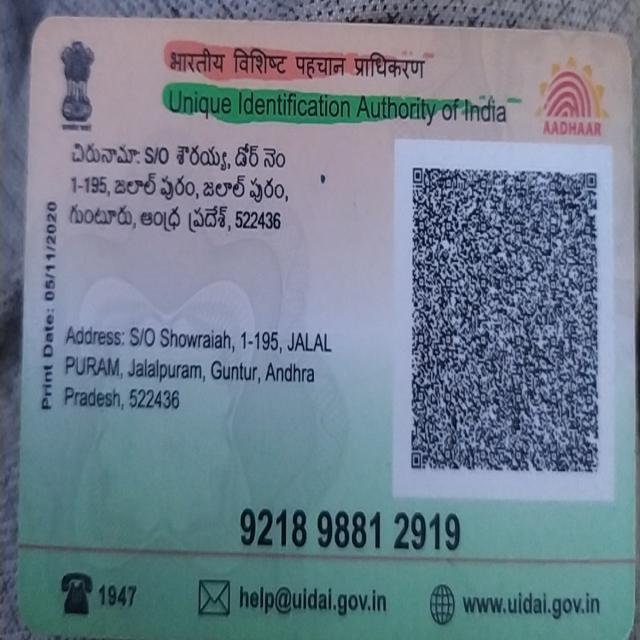 भारतीय विशिष्ट पहचान प्राधिकरण
Unique Identification Authority of India
AADHAAR
చిరునామా: S/O శౌరయ్య, డోర్ నెం
1-195, జలాల్ పురం, జలాల్ పురం,
గుంటూరు, ఆంధ్ర ప్రదేశ్, 522436
Print Date: 05/11/2020
Address: S/O Showraiah, 1-195, JALAL
PURAM, Jalalpuram, Guntur, Andhra
Pradesh, 522436
9218 9881 2919
1947
help@uidai.gov.in
www.uidai.gov.in